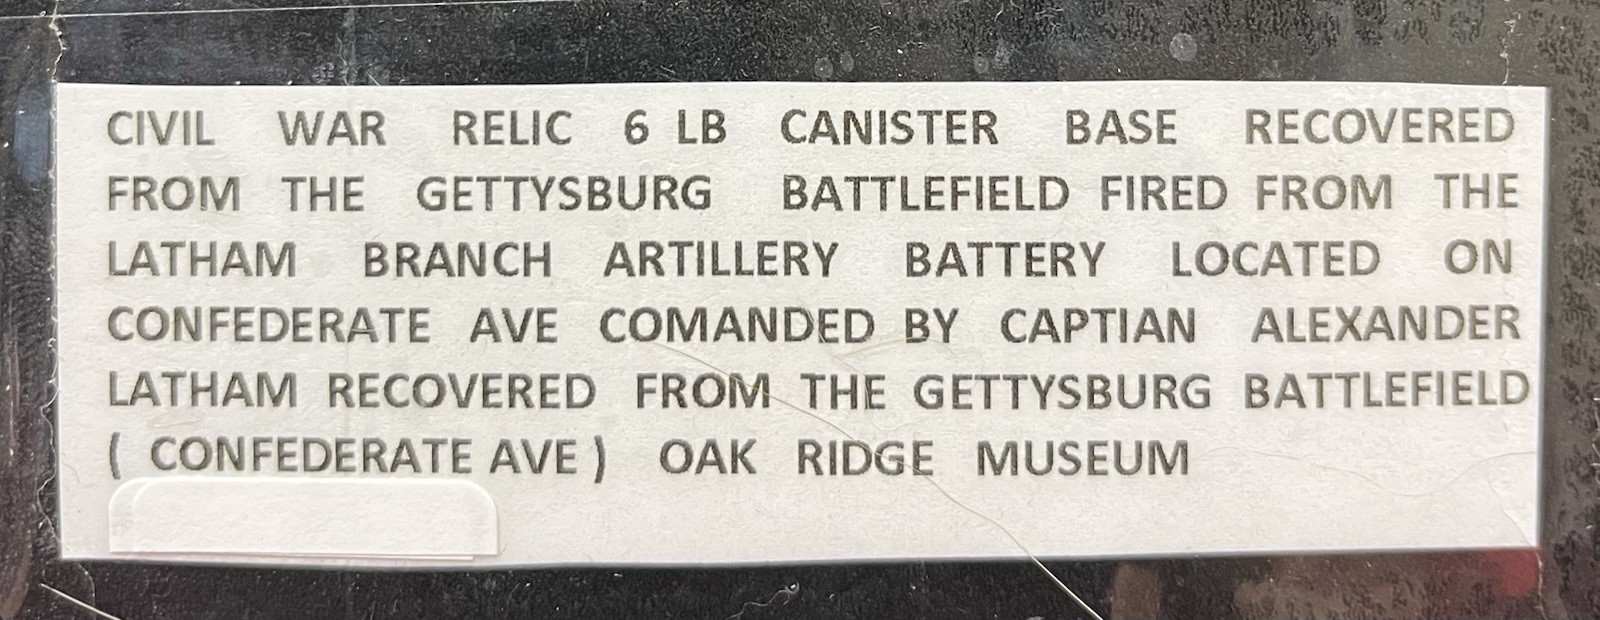 CIVIL WAR RELIC 6 LB CANISTER BASE RECOVERED
FROM THE GETTYSBURG BATTLEFIELD FIRED FROM THE
LATHAM BRANCH ARTILLERY BATTERY LOCATED ON
CONFEDERATE AVE COMANDED BY CAPTIAN ALEXANDER
LATHAM RECOVERED FROM THE GETTYSBURG BATTLEFIELD
( CONFEDERATE AVE ) OAK RIDGE MUSEUM